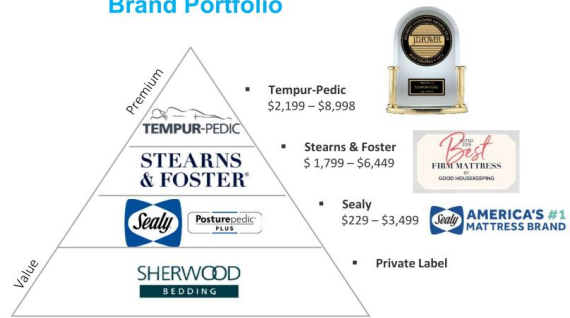 Brand Portfolio
Premium
TEMPUR-PEDIC
▪ Tempur-Pedic
$2,199 – $8,998
J.D. POWER
STEARNS
& FOSTER®
▪ Stearns & Foster
$ 1,799 – $6,449
2019
Best
FIRM MATTRESS
BY
GOOD HOUSEKEEPING
Sealy
Posturepedic
PLUS
▪ Sealy
$229 – $3,499
Sealy
AMERICA'S #1
MATTRESS BRAND
Value
SHERWOOD
BEDDING
▪ Private Label